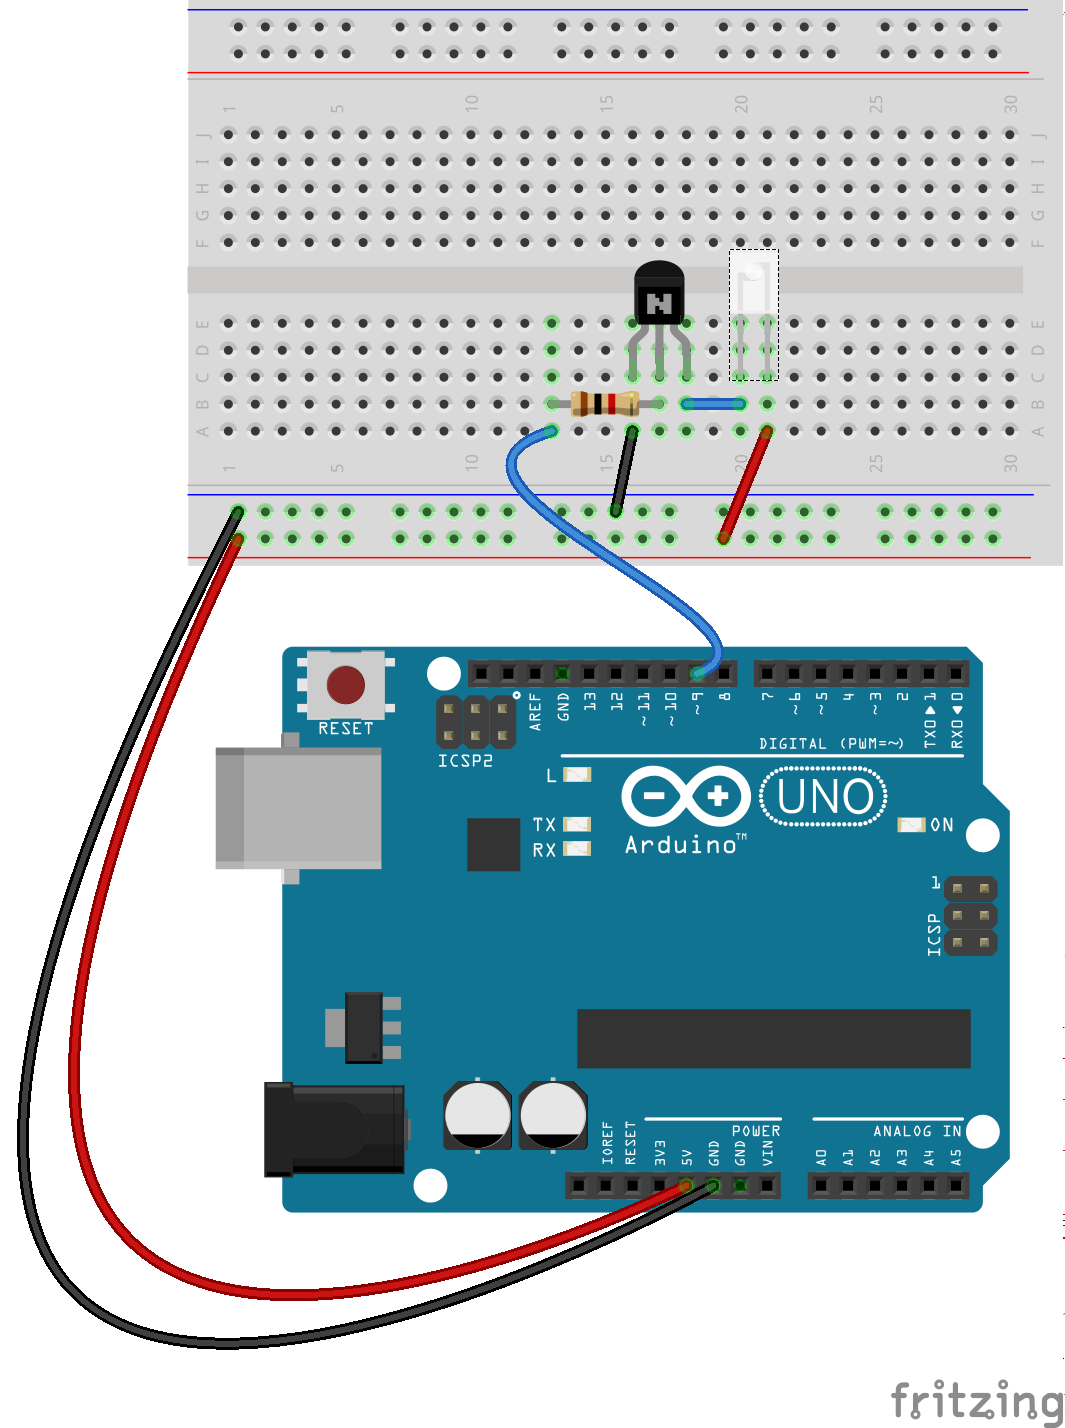 1 5 10 15 20 25 30
J J
I I
H H
G G
F F
N
E E
D D
C C
B B
A A
1 5 10 15 20 25 30
RESET
AREF GND 13 12 ~11 ~10 ~9 8 7 ~6 ~5 4 ~3 2 TX0▶1 RX0◀0
ICSP2
DIGITAL (PWM=~)
L
TX
RX
Arduino™
UNO
ON
1
ICSP
POWER
ANALOG IN
IOREF RESET 3V3 5V GND GND VIN A0 A1 A2 A3 A4 A5
fritzing